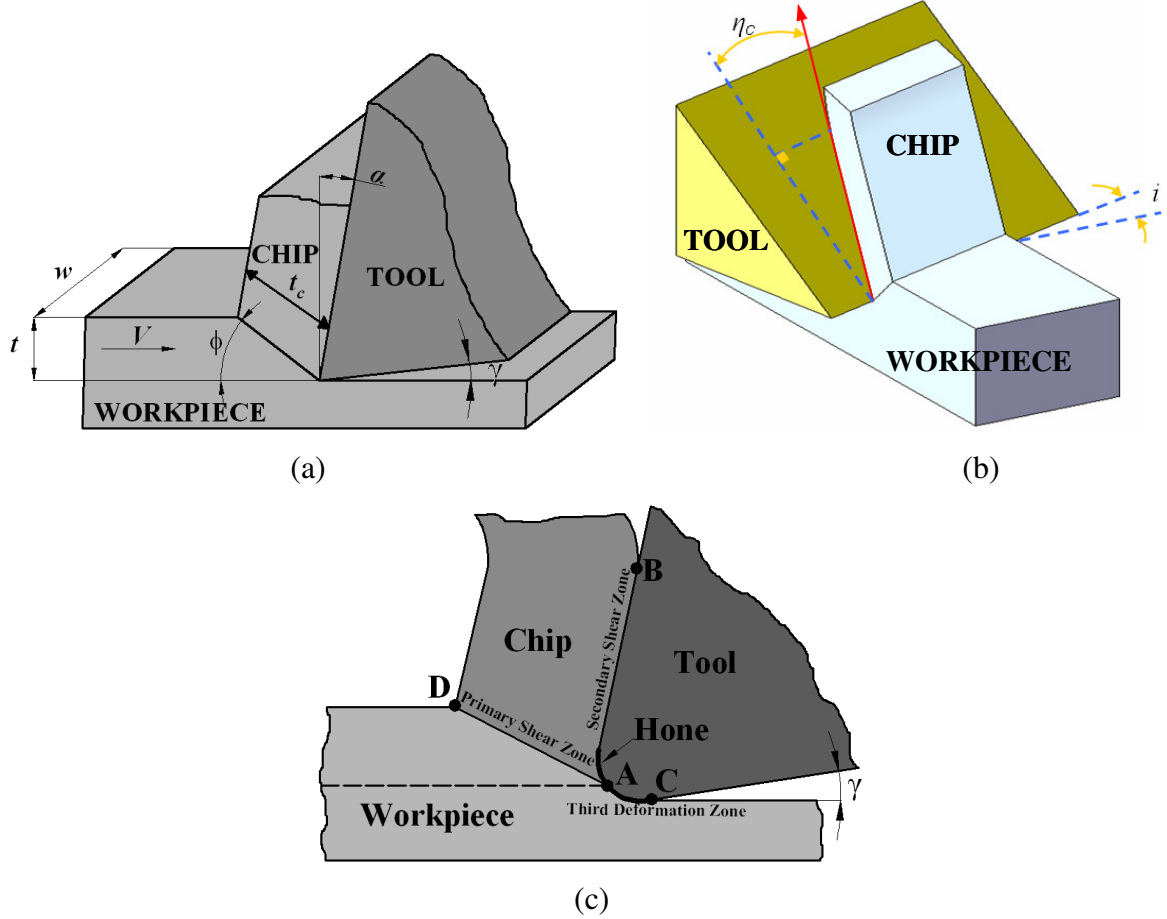 α
CHIP
w
TOOL
t_c
t
V
ϕ
γ
WORKPIECE
(a)
η_C
CHIP
i
TOOL
WORKPIECE
(b)
B
Chip
Secondary Shear Zone
Tool
D
Primary Shear Zone
Hone
A
C
γ
Third Deformation Zone
Workpiece
(c)